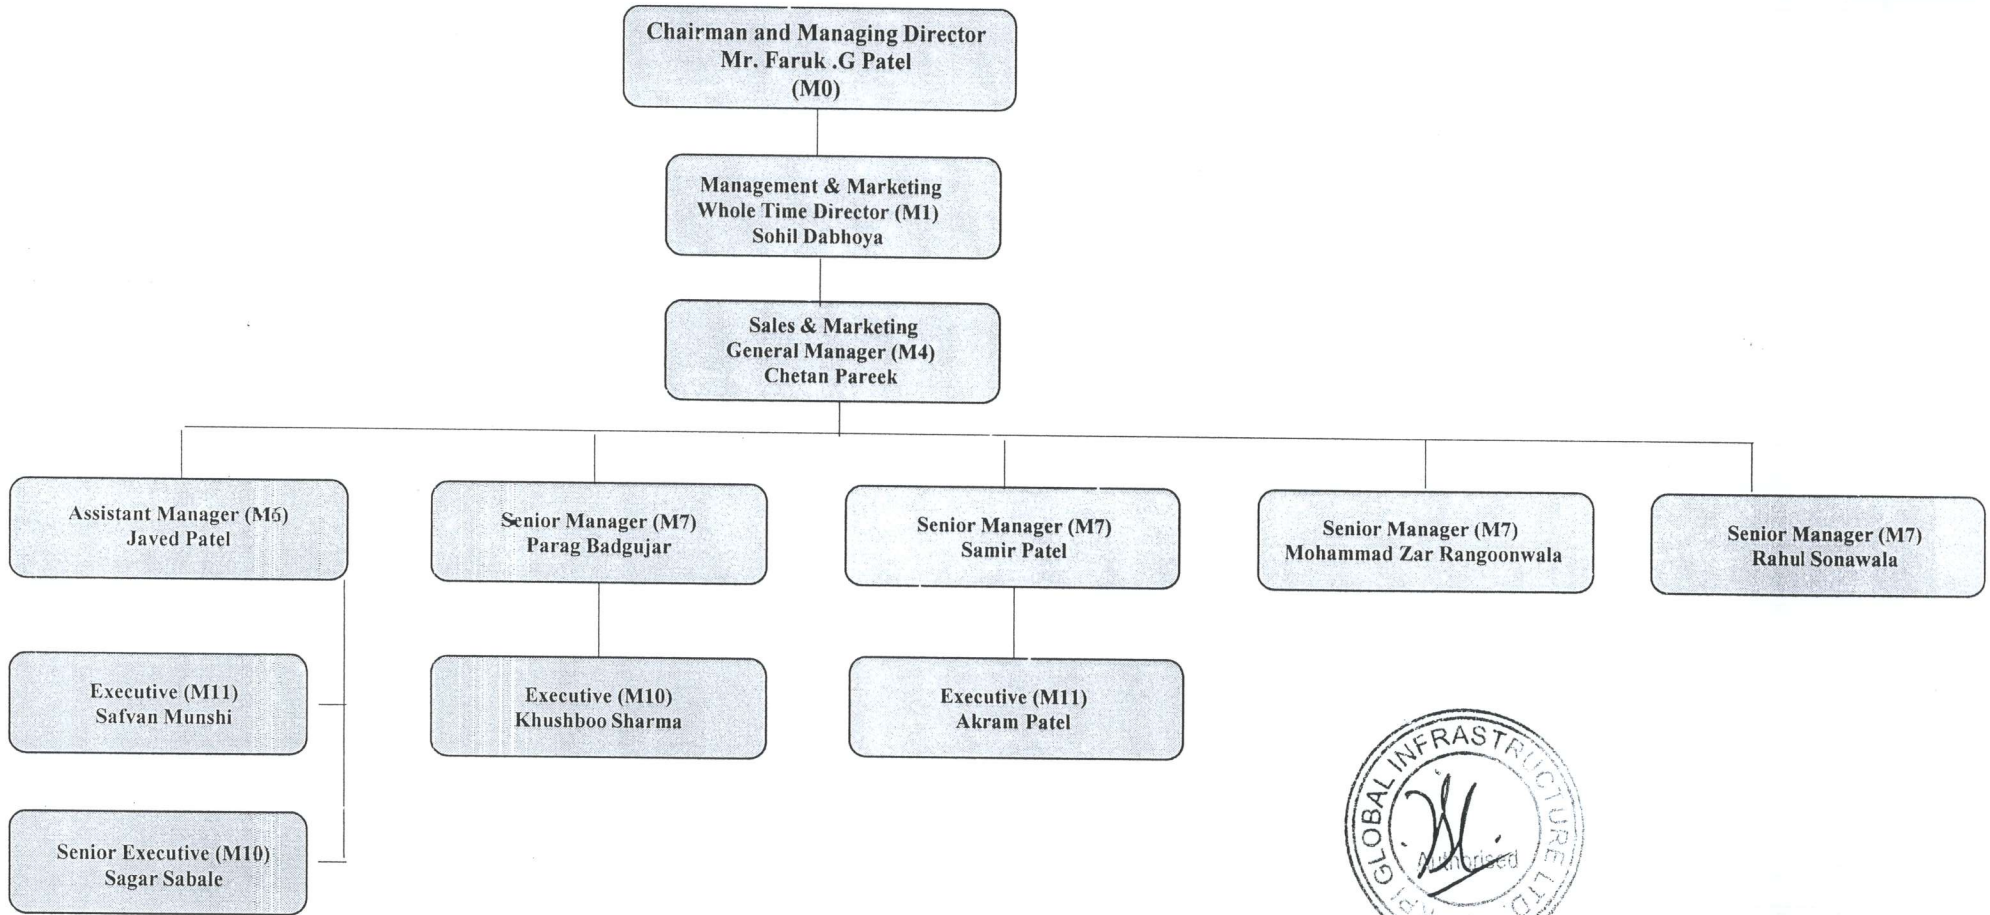 Chairman and Managing Director
Mr. Faruk .G Patel
(M0)
Management & Marketing
Whole Time Director (M1)
Sohil Dabhoya
Sales & Marketing
General Manager (M4)
Chetan Pareek
Assistant Manager (M6)
Javed Patel
Senior Manager (M7)
Parag Badgujar
Senior Manager (M7)
Samir Patel
Senior Manager (M7)
Mohammad Zar Rangoonwala
Senior Manager (M7)
Rahul Sonawala
Executive (M11)
Safvan Munshi
Executive (M10)
Khushboo Sharma
Executive (M11)
Akram Patel
Senior Executive (M10)
Sagar Sabale
GLOBAL INFRASTRUCTURE LTD.
Authorised